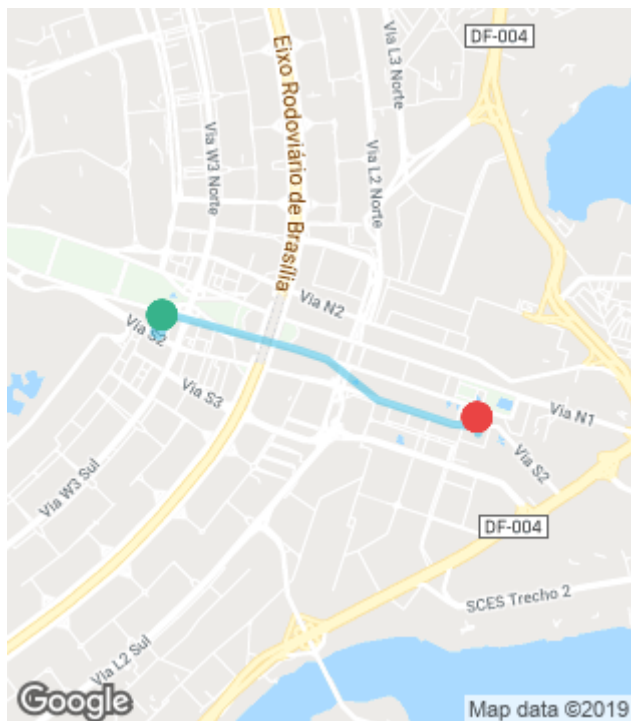 DF-004
Via L3 Norte
Eixo Rodoviário de Brasília
Via W3 Norte
Via L2 Norte
Via N2
Via S2
Via S3
Via N1
Via S2
Via W3 Sul
DF-004
SCES Trecho 2
Via L2 Sul
Google
Map data ©2019